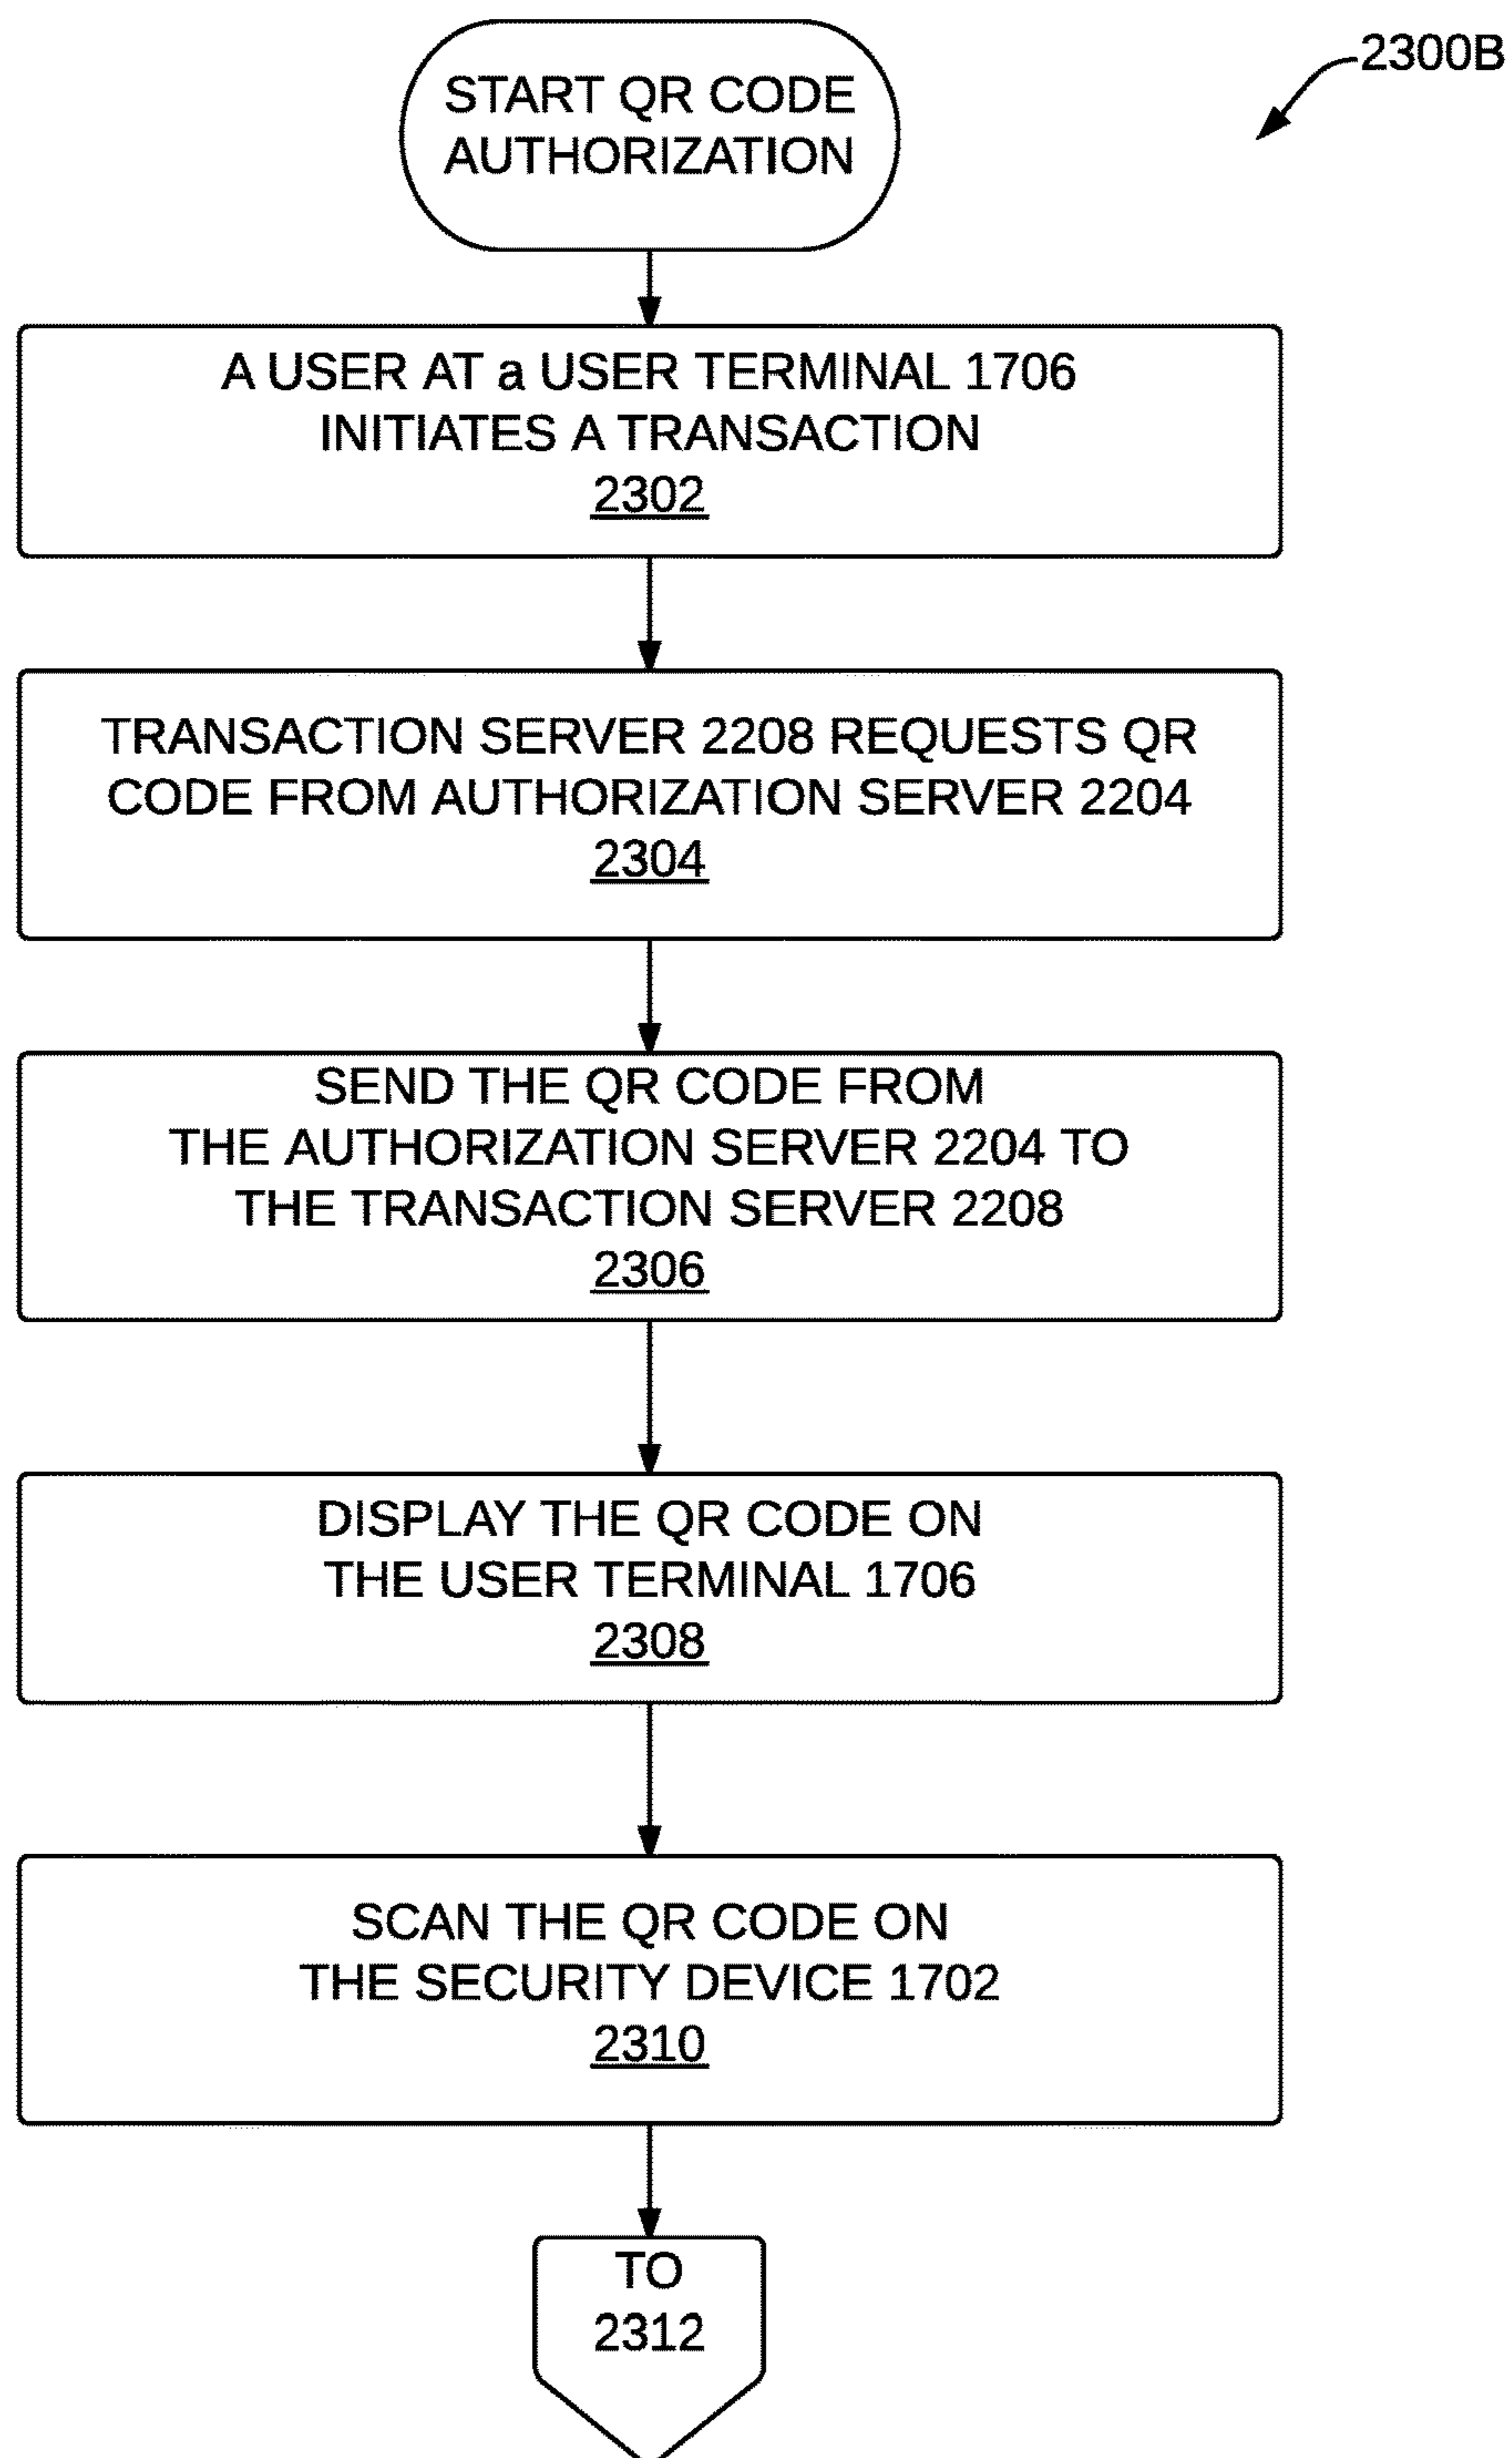 START QR CODE
AUTHORIZATION
2300B
A USER AT a USER TERMINAL 1706
INITIATES A TRANSACTION
2302
TRANSACTION SERVER 2208 REQUESTS QR
CODE FROM AUTHORIZATION SERVER 2204
2304
SEND THE QR CODE FROM
THE AUTHORIZATION SERVER 2204 TO
THE TRANSACTION SERVER 2208
2306
DISPLAY THE QR CODE ON
THE USER TERMINAL 1706
2308
SCAN THE QR CODE ON
THE SECURITY DEVICE 1702
2310
TO
2312